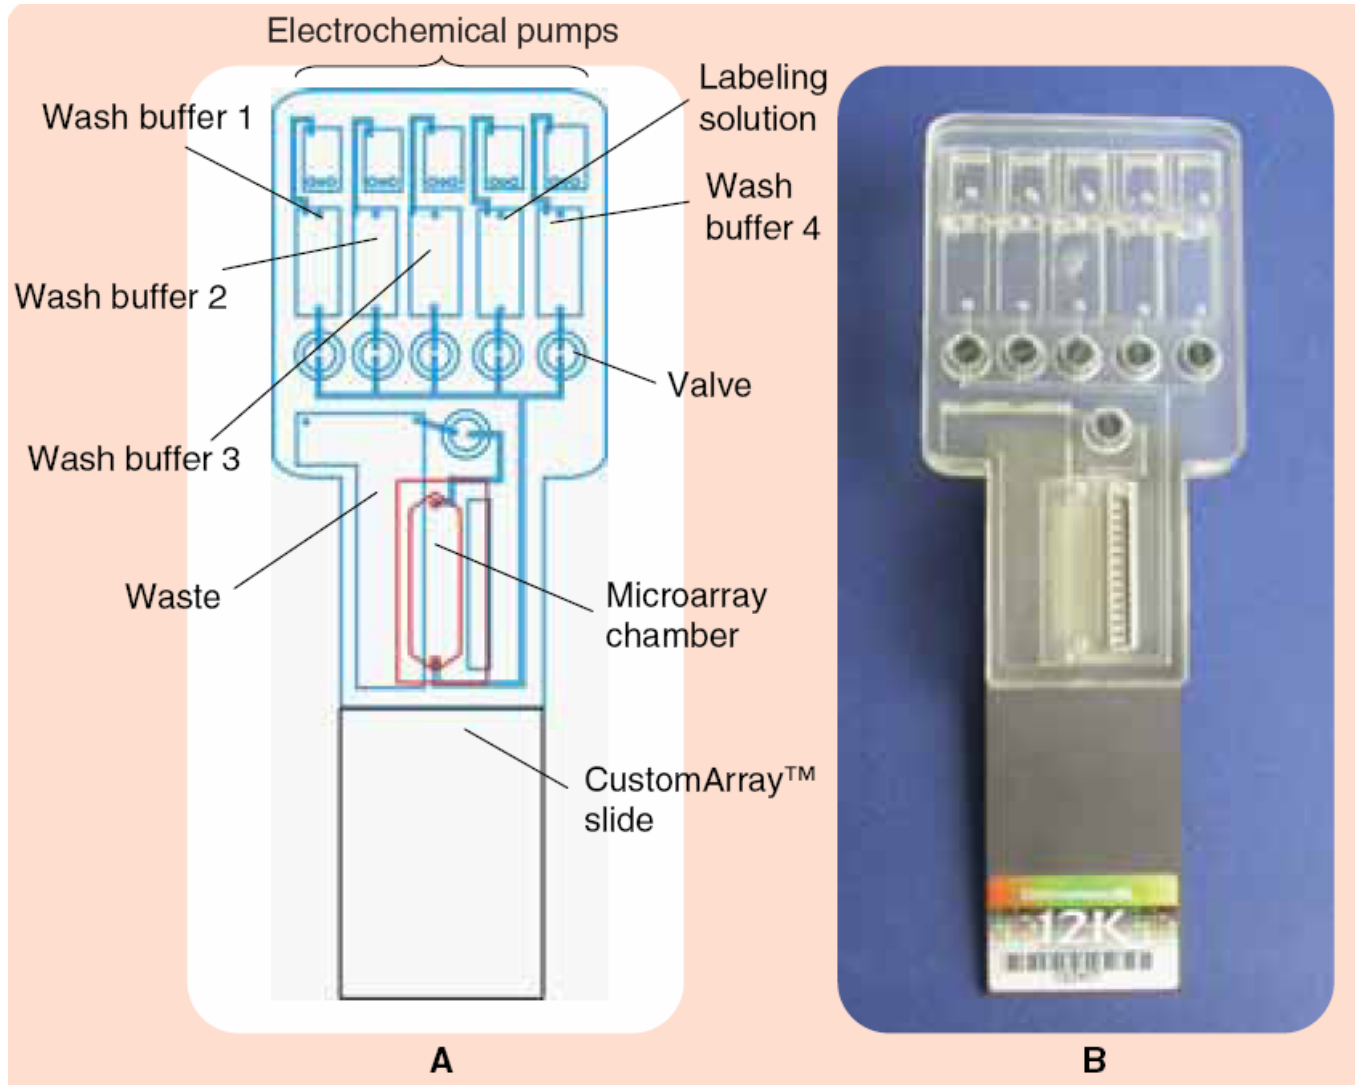 Electrochemical pumps
Wash buffer 1
Labeling
solution
Wash
buffer 4
Wash buffer 2
Valve
Wash buffer 3
Waste
Microarray
chamber
CustomArray™
slide
12K
A
B